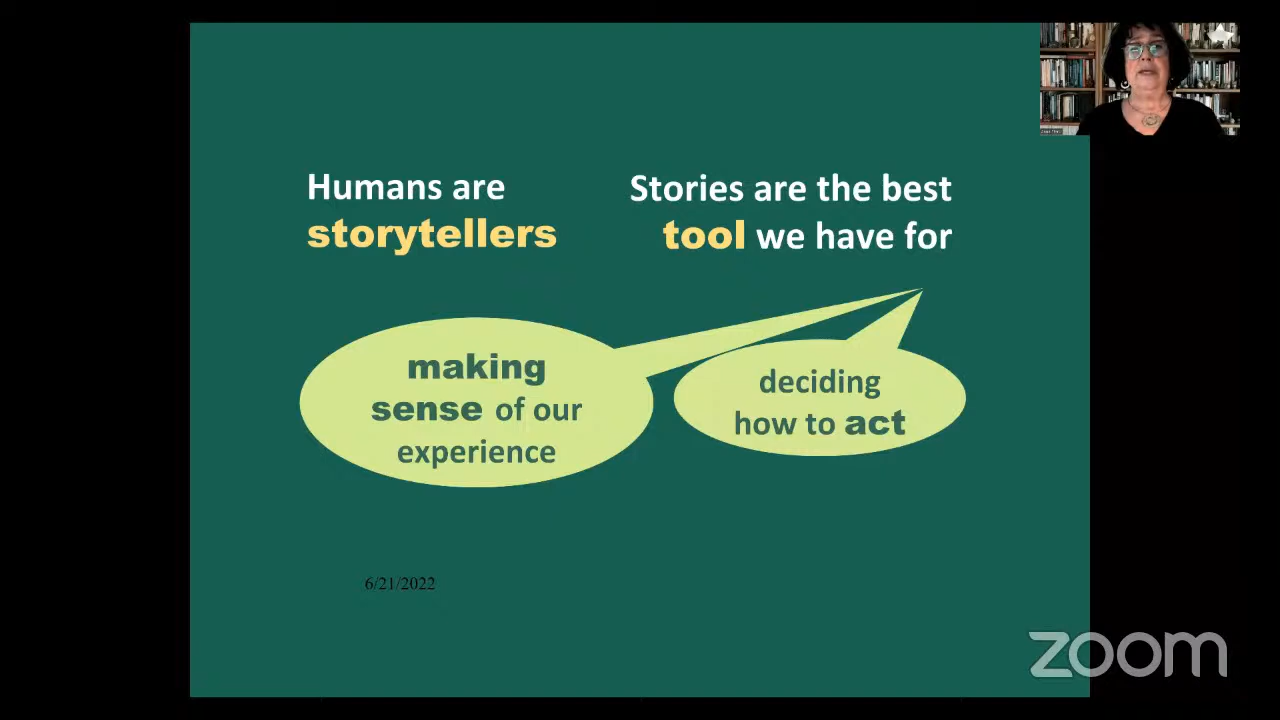 Humans are
storytellers
Stories are the best
tool we have for
making
sense of our
experience
deciding
how to act
6/21/2022
zoom